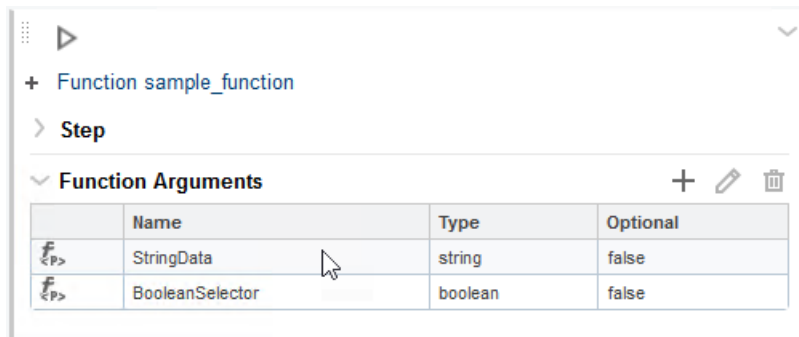 + Function sample_function
Step
Function Arguments
Name Type Optional
f <P> StringData string false
f <P> BooleanSelector boolean false